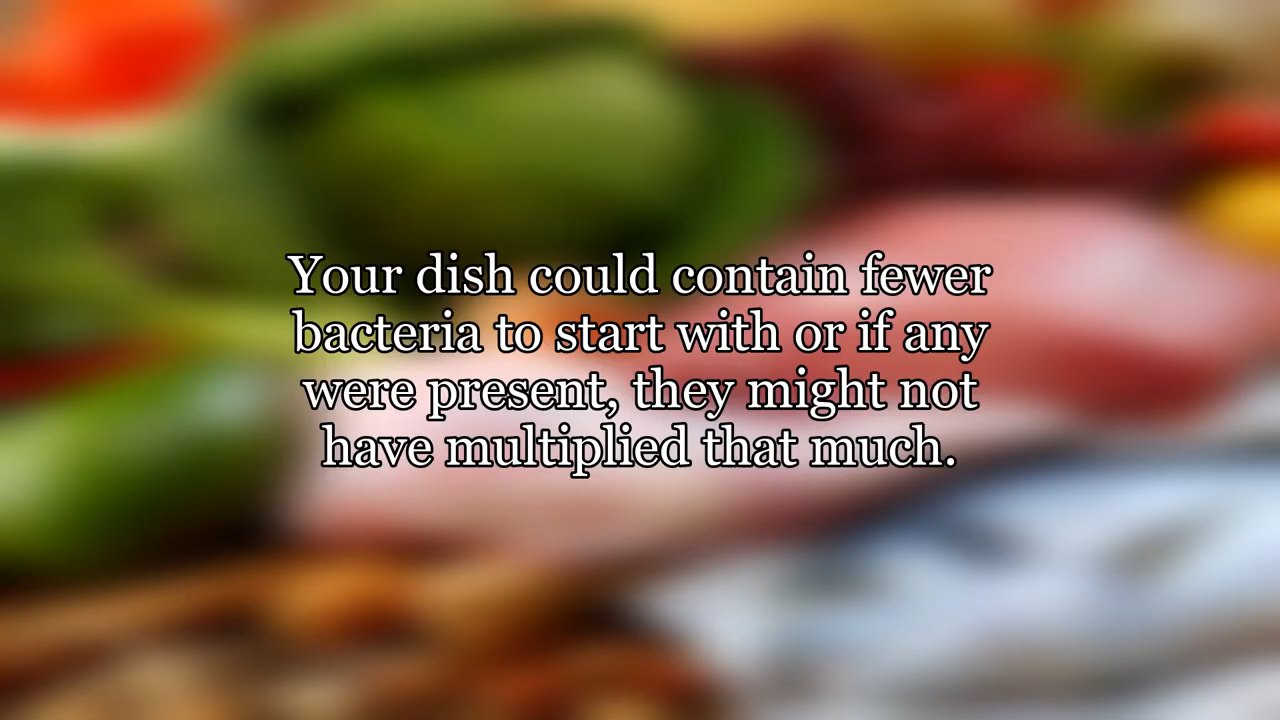 Your dish could contain fewer
bacteria to start with or if any
were present, they might not
have multiplied that much.